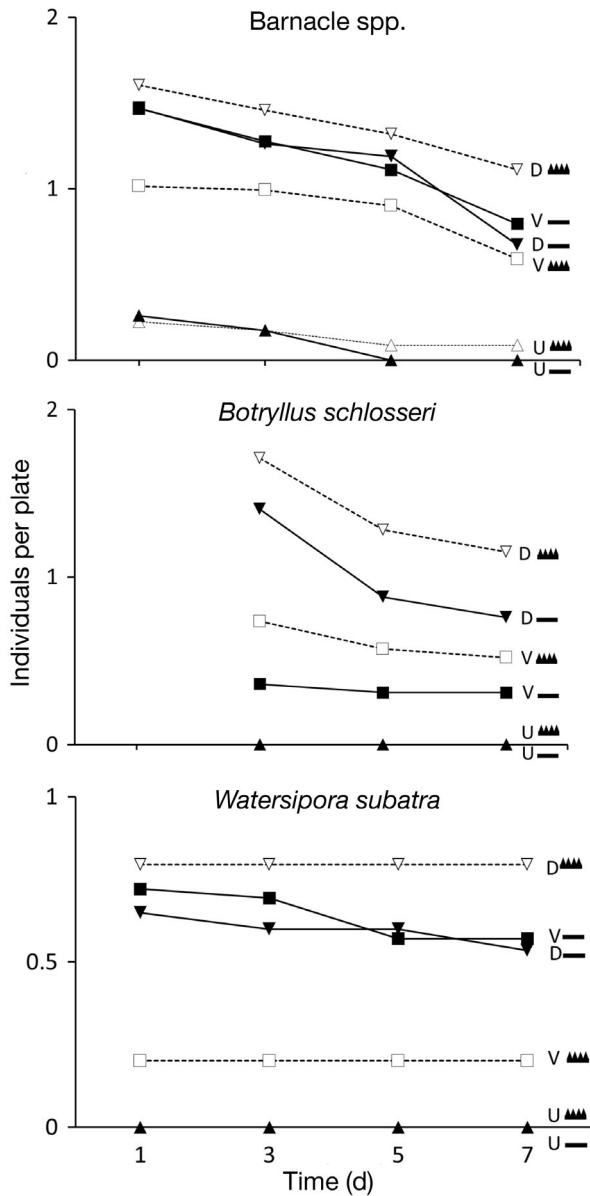 2
Barnacle spp.
1
D
V
D
V
U
0
U
2
Botryllus schlosseri
Individuals per plate
1
D
D
V
V
U
0
U
1
Watersipora subatra
D
V
D
0.5
V
U
0
U
1 3 5 7
Time (d)